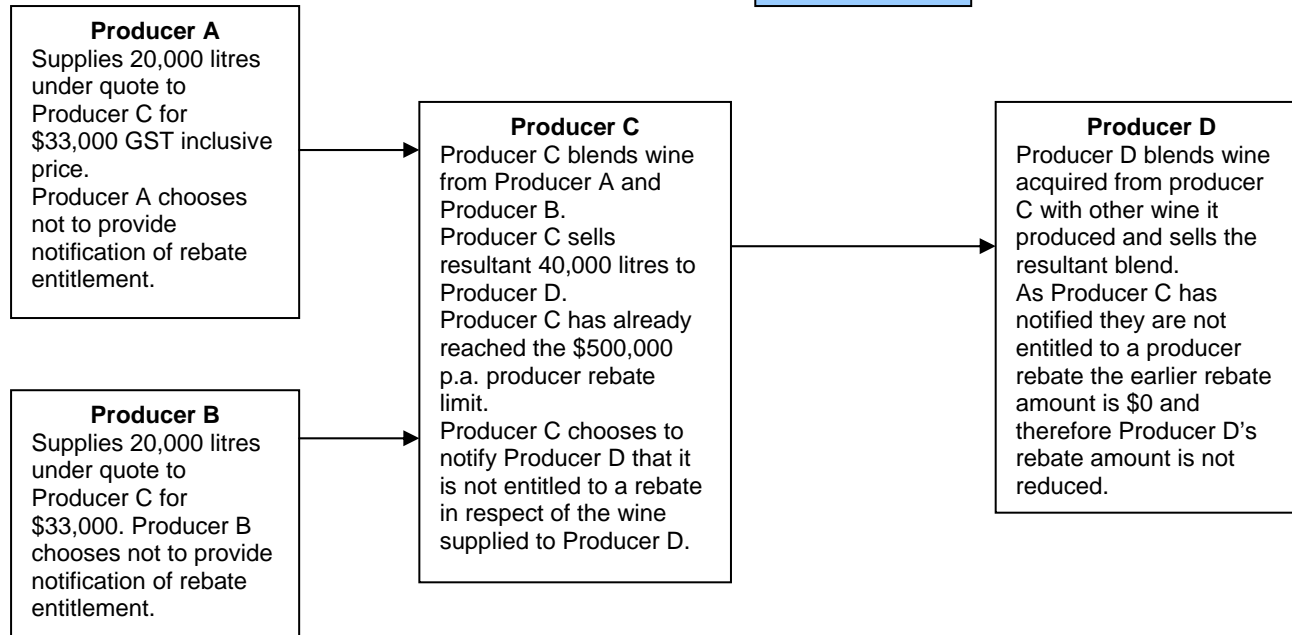 Producer A
Supplies 20,000 litres
under quote to
Producer C for
$33,000 GST inclusive
price.
Producer A chooses
not to provide
notification of rebate
entitlement.
Producer B
Supplies 20,000 litres
under quote to
Producer C for
$33,000. Producer B
chooses not to provide
notification of rebate
entitlement.
Producer C
Producer C blends wine
from Producer A and
Producer B.
Producer C sells
resultant 40,000 litres to
Producer D.
Producer C has already
reached the $500,000
p.a. producer rebate
limit.
Producer C chooses to
notify Producer D that it
is not entitled to a rebate
in respect of the wine
supplied to Producer D.
Producer D
Producer D blends wine
acquired from producer
C with other wine it
produced and sells the
resultant blend.
As Producer C has
notified they are not
entitled to a producer
rebate the earlier rebate
amount is $0 and
therefore Producer D's
rebate amount is not
reduced.